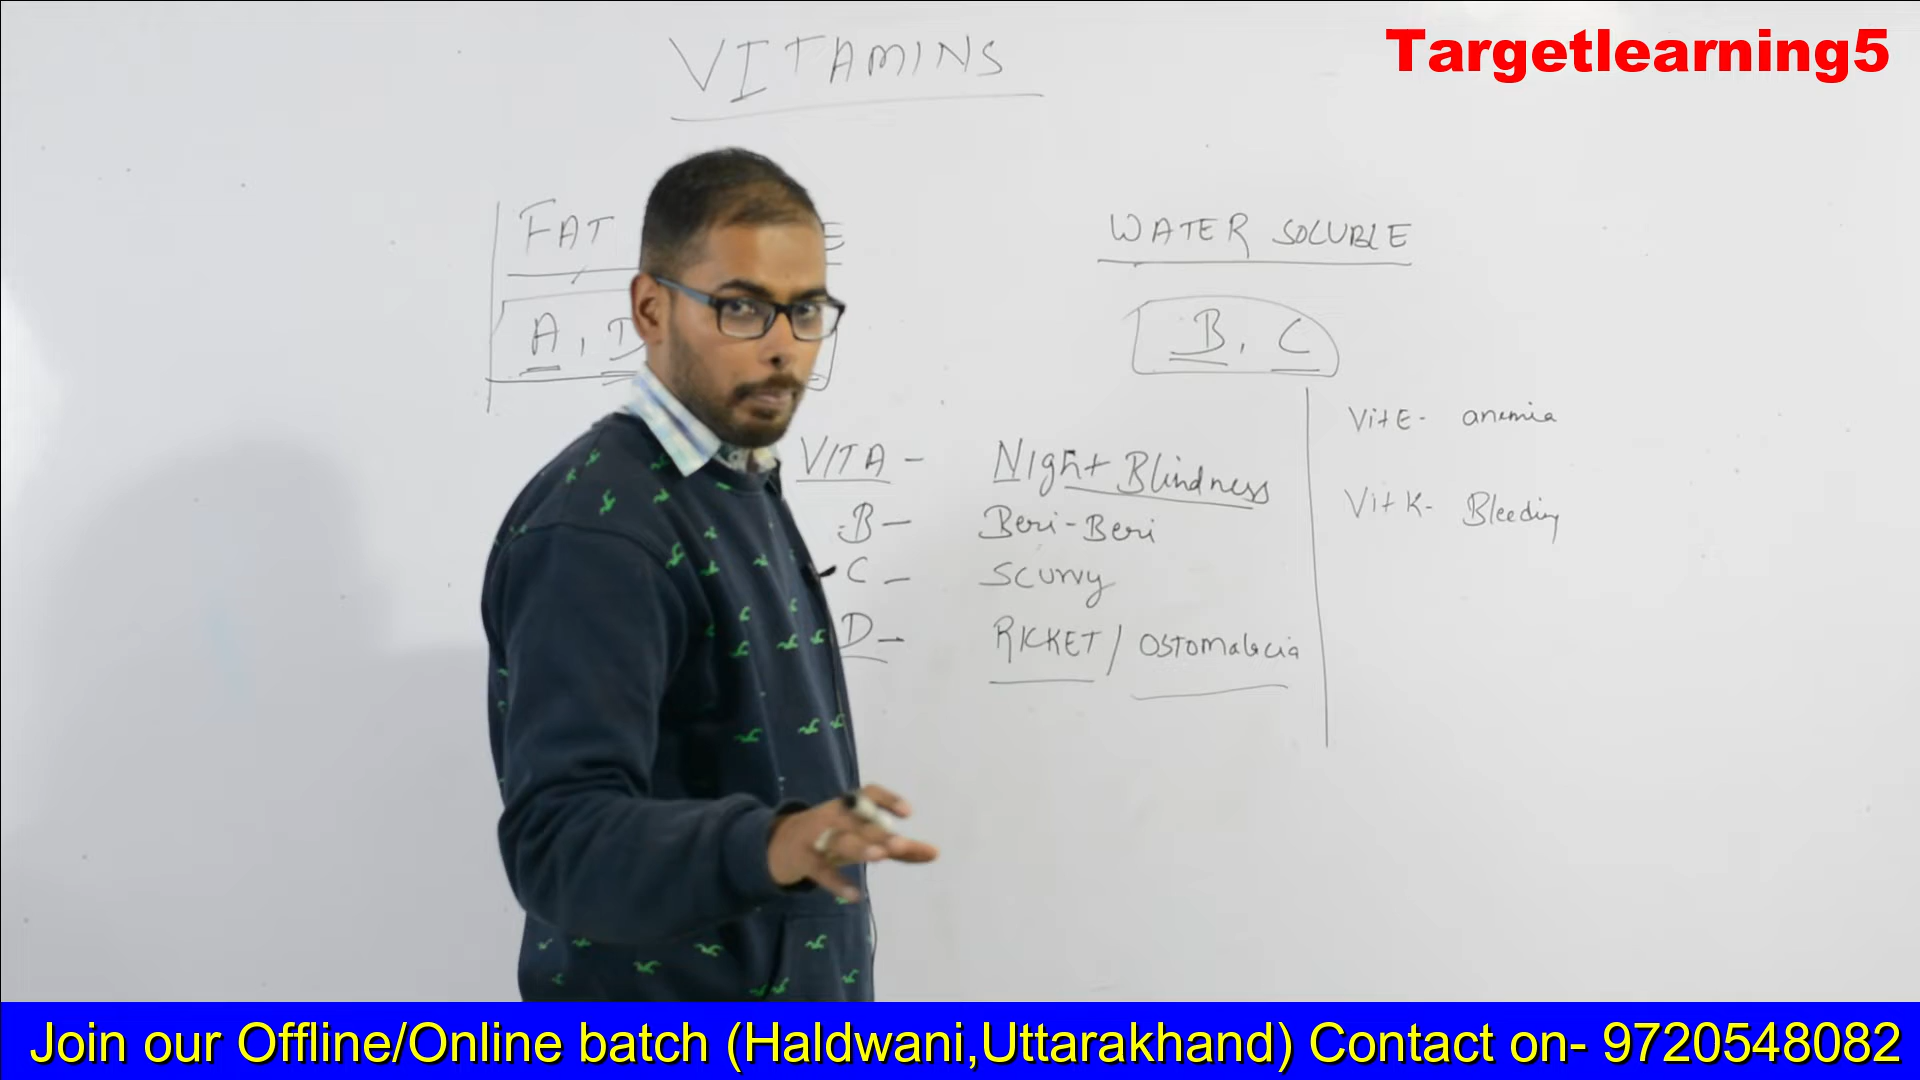 Targetlearning5
VITAMINS
FAT
WATER SOLUBLE
A, D
B, C
VIT A - Night Blindness
B - Beri-Beri
C - Scurvy
D - RICKET / OSTOMalacia
Vit E - anemia
Vit K - Bleeding
Join our Offline/Online batch (Haldwani,Uttarakhand) Contact on- 9720548082